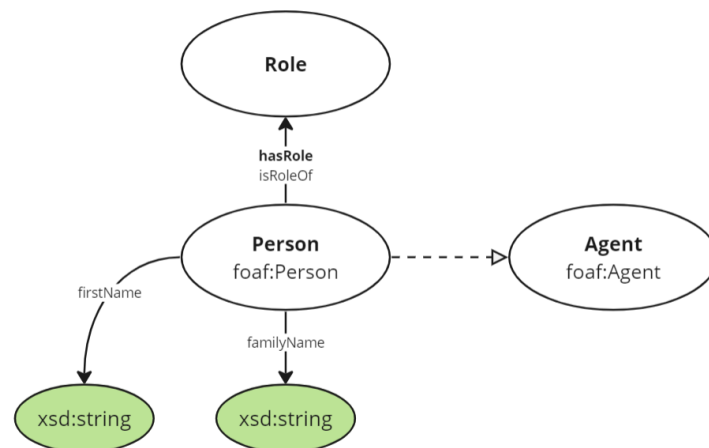 Role
hasRole
isRoleOf
Person
foaf:Person
Agent
foaf:Agent
firstName
familyName
xsd:string
xsd:string